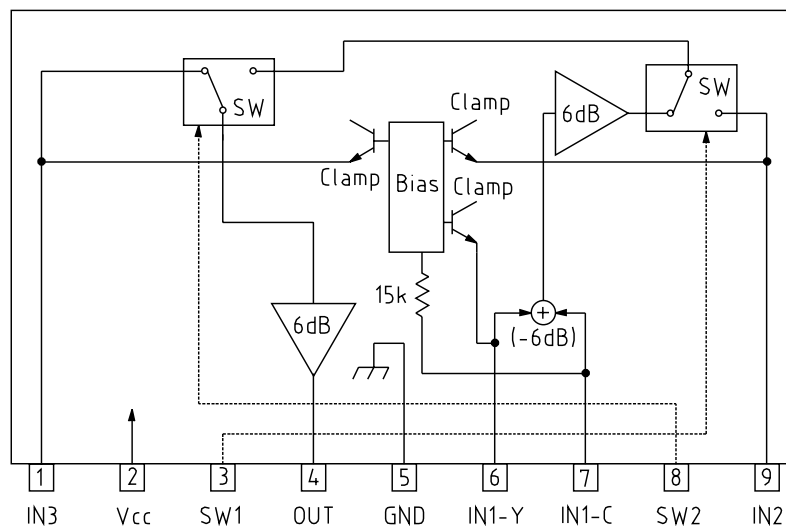 SW
SW
6dB
Clamp
Clamp
Bias
Clamp
15k
6dB
(-6dB)
+
1 2 3 4 5 6 7 8 9
IN3 Vcc SW1 OUT GND IN1-Y IN1-C SW2 IN2